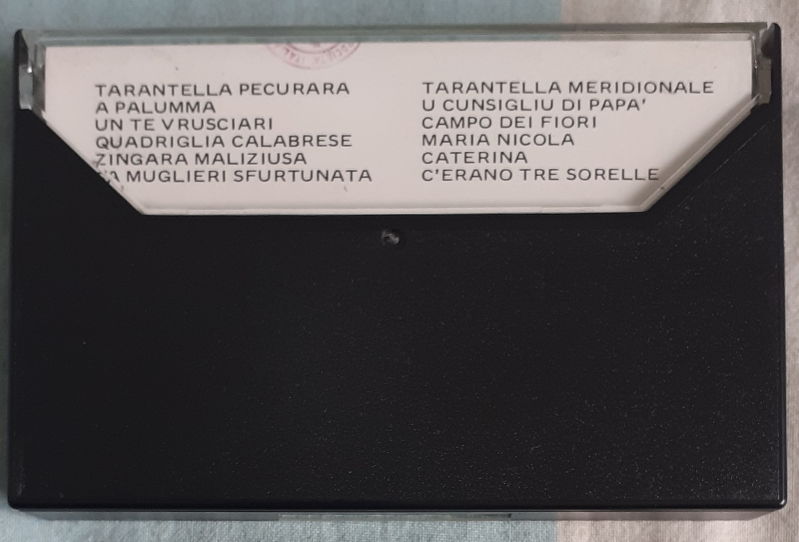 TARANTELLA PECURARA
A PALUMMA
UN TE VRUSCIARI
QUADRIGLIA CALABRESE
ZINGARA MALIZIUSA
MUGLIERI SFURTUNATA
TARANTELLA MERIDIONALE
U CUNSIGLIU DI PAPA'
CAMPO DEI FIORI
MARIA NICOLA
CATERINA
C'ERANO TRE SORELLE